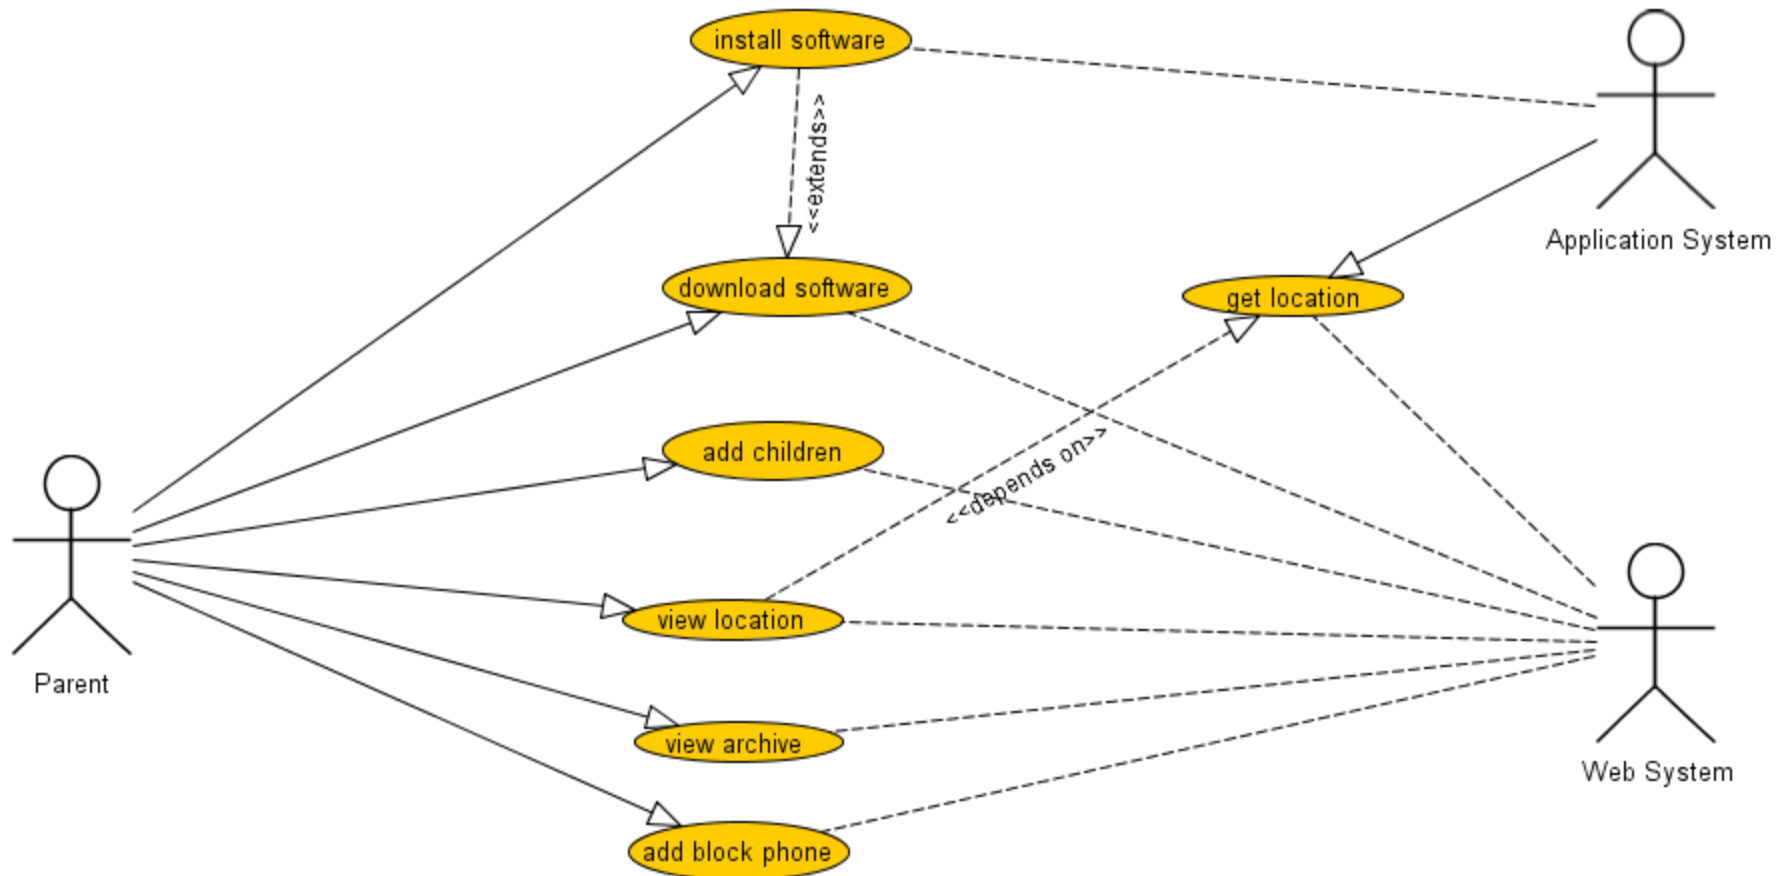 install software
<<extends>>
Application System
download software
get location
add children
<<depends on>>
view location
Parent
view archive
Web System
add block phone